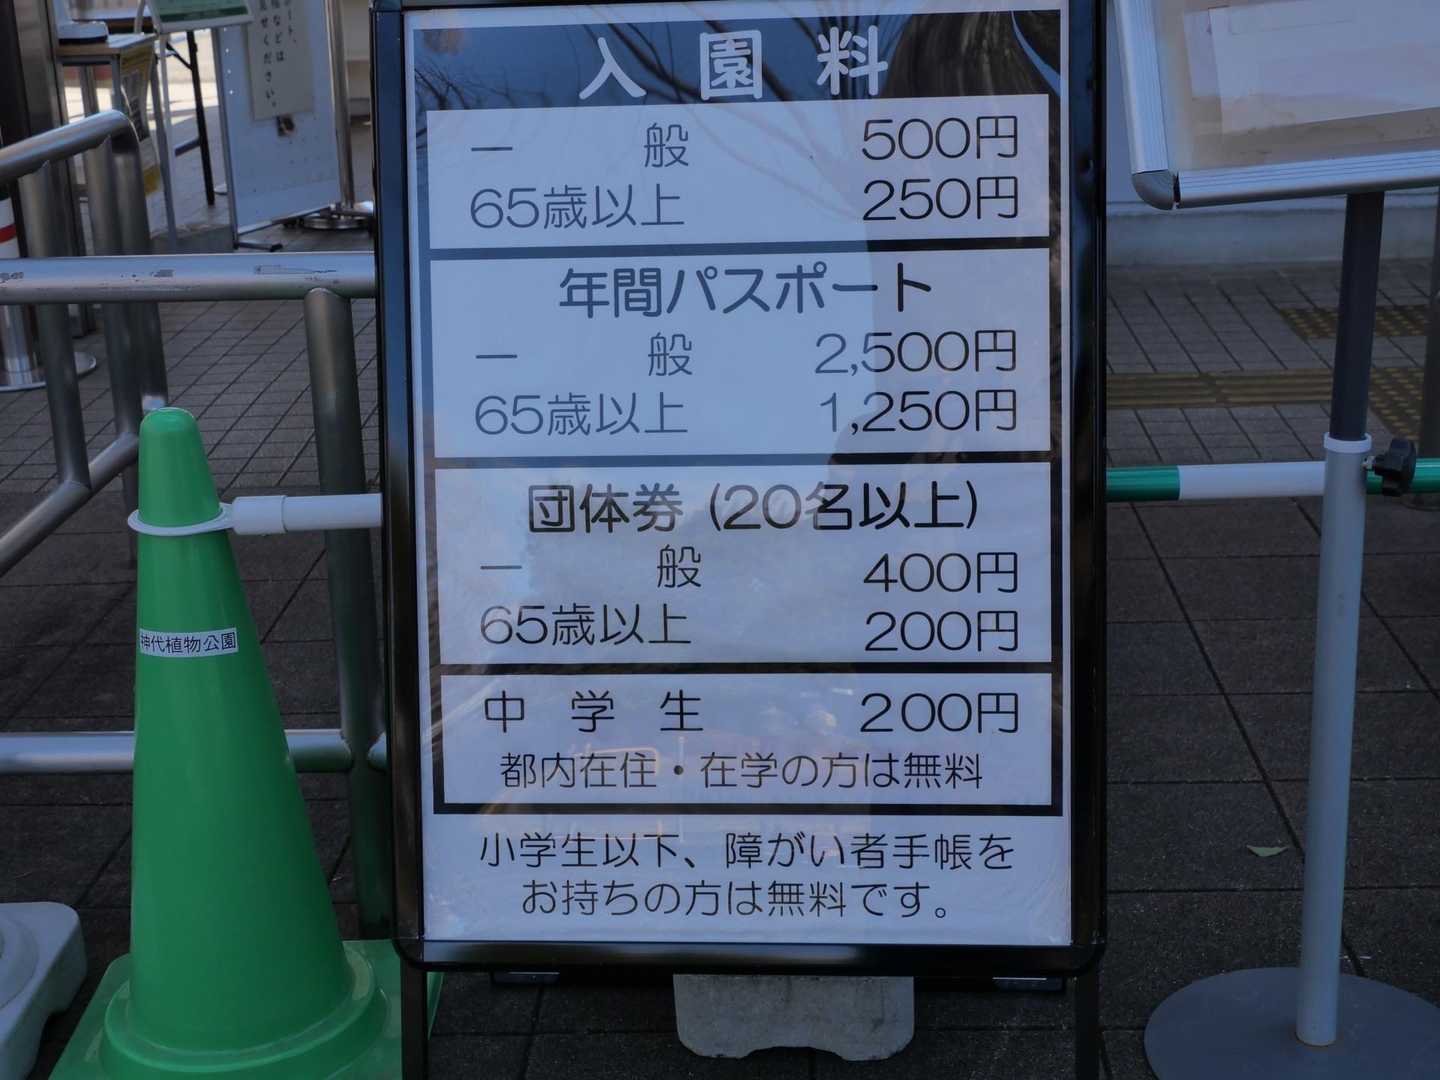 入園料
一般 500円
65歳以上 250円
年間パスポート
一般 2,500円
65歳以上 1,250円
団体券 (20名以上)
一般 400円
65歳以上 200円
中学生 200円
都内在住・在学の方は無料
小学生以下、障がい者手帳を
お持ちの方は無料です。
神代植物公園
ください。